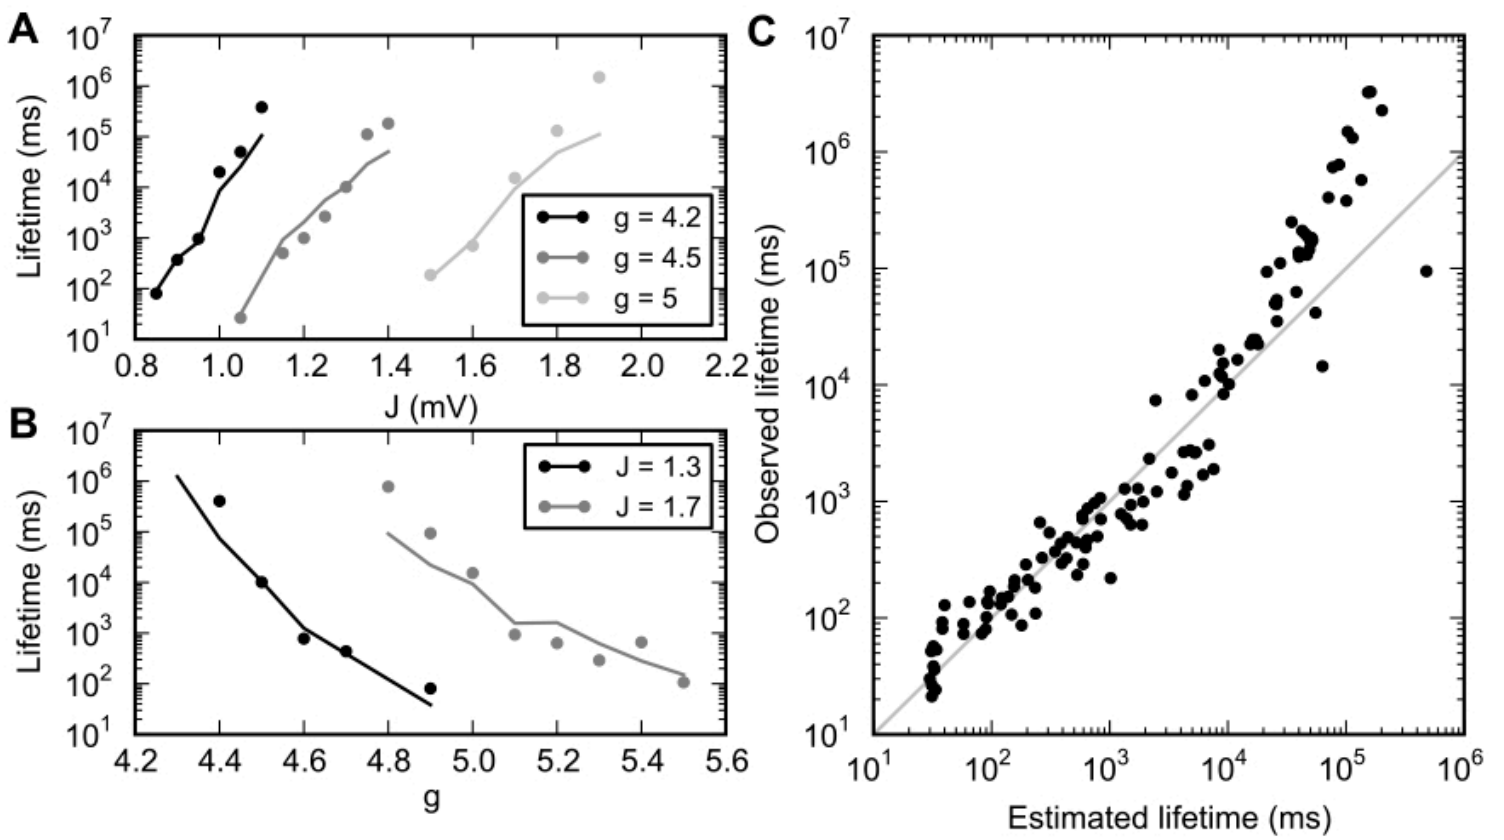 A
10^7
10^6
10^5
10^4
10^3
10^2
10^1
Lifetime (ms)
g = 4.2
g = 4.5
g = 5
0.8 1.0 1.2 1.4 1.6 1.8 2.0 2.2
J (mV)
B
10^7
10^6
10^5
10^4
10^3
10^2
10^1
Lifetime (ms)
J = 1.3
J = 1.7
4.2 4.4 4.6 4.8 5.0 5.2 5.4 5.6
g
C
10^7
10^6
10^5
10^4
10^3
10^2
10^1
Observed lifetime (ms)
10^1 10^2 10^3 10^4 10^5 10^6
Estimated lifetime (ms)